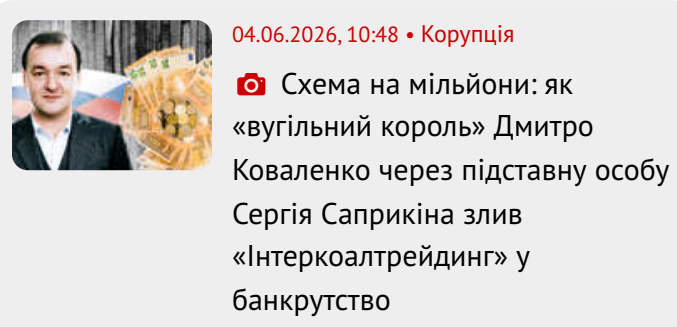 04.06.2026, 10:48 • Корупція
Схема на мільйони: як
«вугільний король» Дмитро
Коваленко через підставну особу
Сергія Саприкіна злив
«Інтеркоалтрейдинг» у
банкрутство